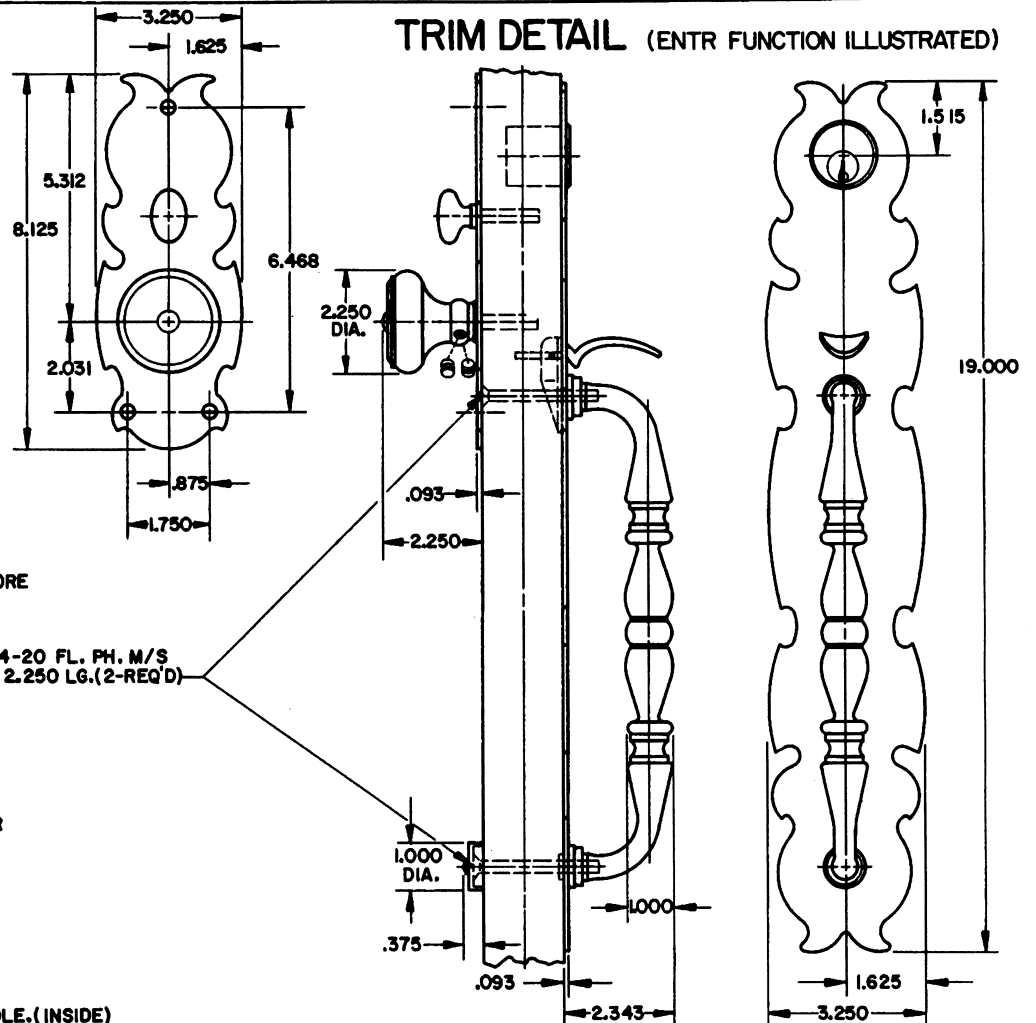 3.250
1.625
TRIM DETAIL (ENTR FUNCTION ILLUSTRATED)
1.515
5.312
8.125
6.468
2.250
DIA.
2.031
19.000
.875
.093
1.750
2.250
ORE
4-20 FL. PH. M/S
2.250 LG.(2-REQ'D)
R
1.000
DIA.
1.000
.375
.093
1.625
2.343
3.250
OLE.(INSIDE)